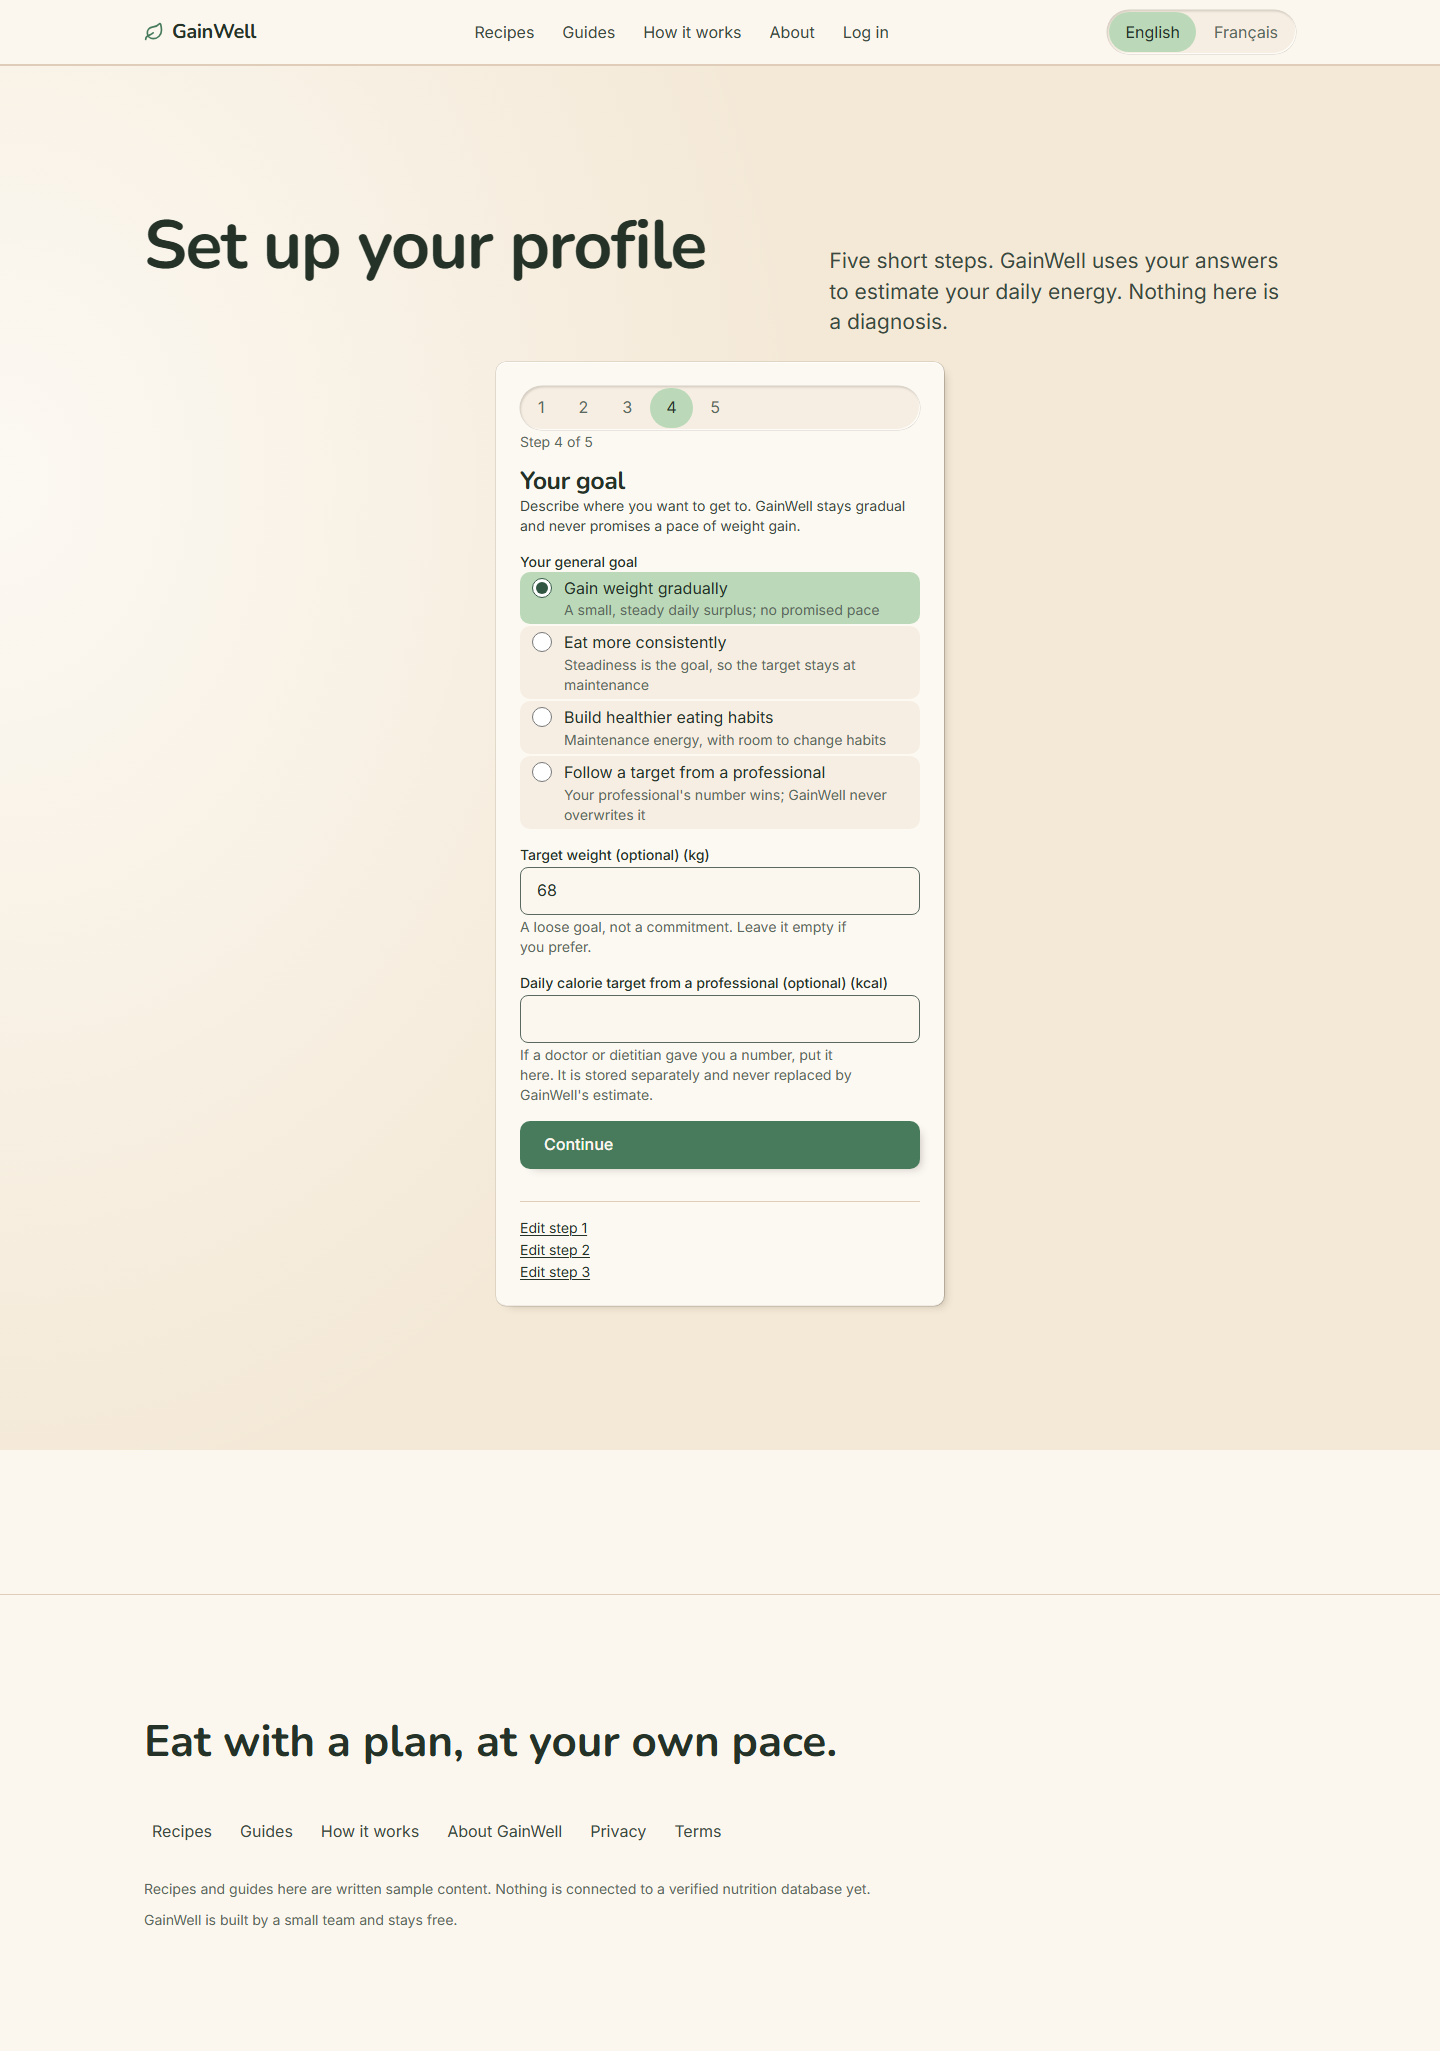 GainWell
Recipes
Guides
How it works
About
Log in
English
Français
Set up your profile
Five short steps. GainWell uses your answers
to estimate your daily energy. Nothing here is
a diagnosis.
1 2 3 4 5
Step 4 of 5
Your goal
Describe where you want to get to. GainWell stays gradual
and never promises a pace of weight gain.
Your general goal
Gain weight gradually
A small, steady daily surplus; no promised pace
Eat more consistently
Steadiness is the goal, so the target stays at
maintenance
Build healthier eating habits
Maintenance energy, with room to change habits
Follow a target from a professional
Your professional's number wins; GainWell never
overwrites it
Target weight (optional) (kg)
68
A loose goal, not a commitment. Leave it empty if
you prefer.
Daily calorie target from a professional (optional) (kcal)
If a doctor or dietitian gave you a number, put it
here. It is stored separately and never replaced by
GainWell's estimate.
Continue
Edit step 1
Edit step 2
Edit step 3
Eat with a plan, at your own pace.
Recipes
Guides
How it works
About GainWell
Privacy
Terms
Recipes and guides here are written sample content. Nothing is connected to a verified nutrition database yet.
GainWell is built by a small team and stays free.